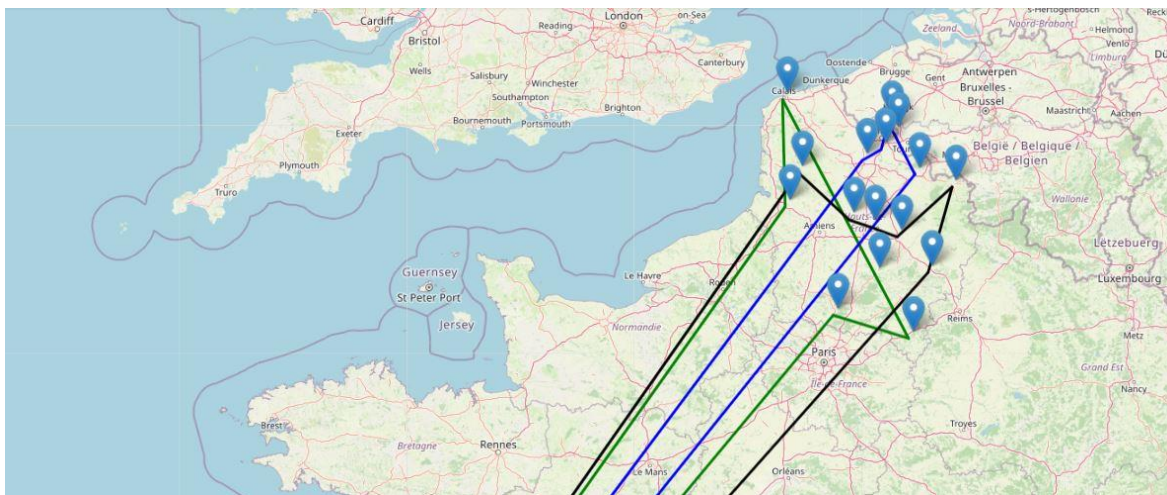 Cardiff
Bristol
Reading
London
on-Sea
Wells
Salisbury
Winchester
Canterbury
Southampton
Bournemouth
Portsmouth
Brighton
Exeter
Plymouth
Truro
Calais
Dunkerque
Oostende
Brugge
Gent
Zeeland
Antwerpen
Bruxelles -
Brussel
's-Hertogenbosch
Noord-Brabant
Helmond
Venlo
Limburg
Maastricht
Aachen
België / Belgique /
Belgien
Wallonie
Lëtzebuerg
Luxembourg
Amiens
Le Havre
Guernsey
St Peter Port
Jersey
Normandie
Reims
Metz
Paris
Île-de-France
Grand Est
Nancy
Brest
Bretagne
Rennes
Le Mans
Orléans
Troyes